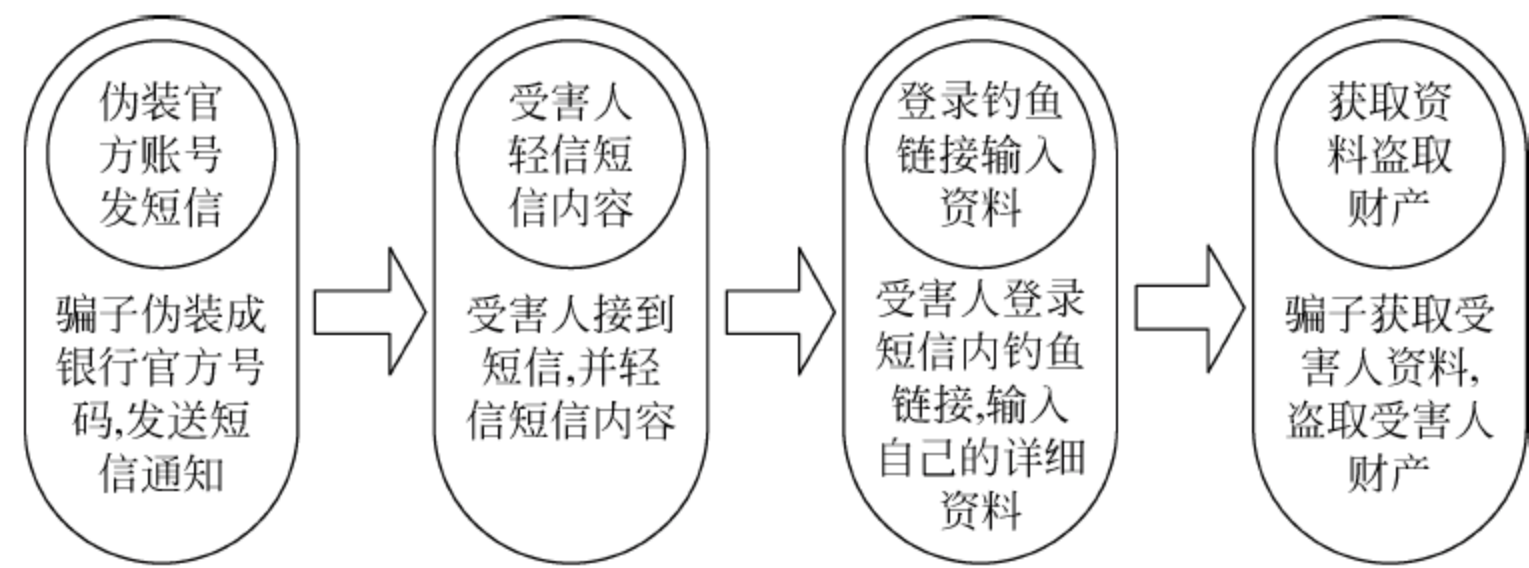 伪装官
方账号
发短信
骗子伪装成
银行官方号
码,发送短
信通知
受害人
轻信短
信内容
受害人接到
短信,并轻
信短信内容
登录钓鱼
链接输入
资料
受害人登录
短信内钓鱼
链接,输入
自己的详细
资料
获取资
料盗取
财产
骗子获取受
害人资料,
盗取受害人
财产